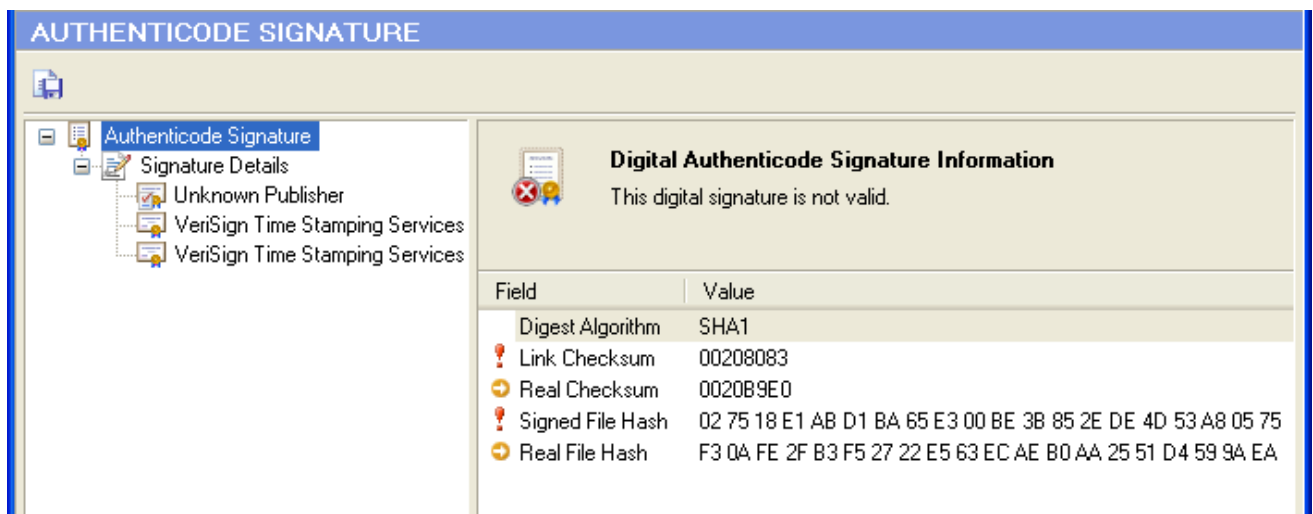 AUTHENTICODE SIGNATURE
Authenticode Signature
Signature Details
Unknown Publisher
VeriSign Time Stamping Services
VeriSign Time Stamping Services
Digital Authenticode Signature Information
This digital signature is not valid.
Field Value
Digest Algorithm SHA1
Link Checksum 00208083
Real Checksum 0020B9E0
Signed File Hash 02 75 18 E1 AB D1 BA 65 E3 00 BE 3B 85 2E DE 4D 53 A8 05 75
Real File Hash F3 0A FE 2F B3 F5 27 22 E5 63 EC AE B0 AA 25 51 D4 59 9A EA